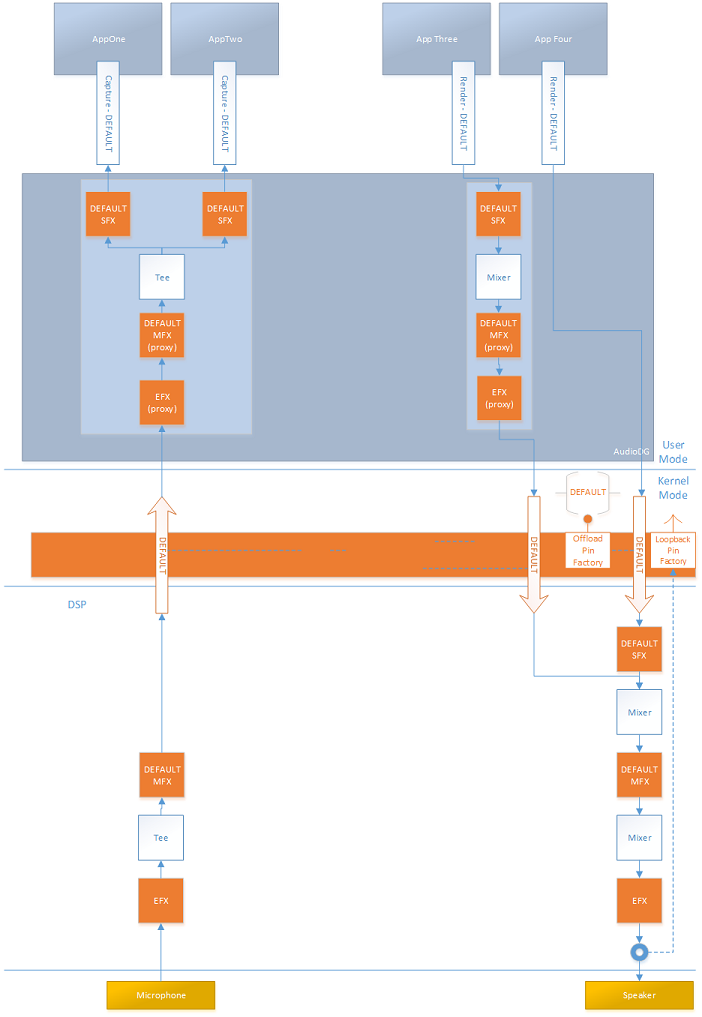 AppOne
AppTwo
App Three
App Four
Capture - DEFAULT
Capture - DEFAULT
Render - DEFAULT
Render - DEFAULT
DEFAULT
SFX
DEFAULT
SFX
DEFAULT
SFX
Tee
Mixer
DEFAULT
MFX
(proxy)
DEFAULT
MFX
(proxy)
EFX
(proxy)
EFX
(proxy)
AudioDG
User
Mode
Kernel
Mode
DEFAULT
DEFAULT
DEFAULT
Offload
Pin
Factory
DEFAULT
Loopback
Pin
Factory
DSP
DEFAULT
SFX
Mixer
DEFAULT
MFX
DEFAULT
MFX
Tee
Mixer
EFX
EFX
Microphone
Speaker